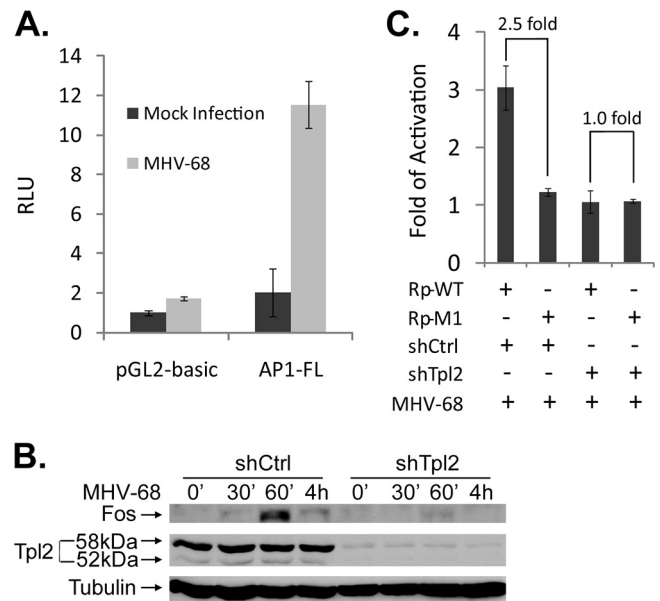 A.
14
12
10
8
6
4
2
0
RLU
Mock Infection
MHV-68
pGL2-basic
AP1-FL
C.
2.5 fold
1.0 fold
4
3
2
1
0
Fold of Activation
Rp-WT + - + -
Rp-M1 - + - +
shCtrl + + - -
shTpl2 - - + +
MHV-68 + + + +
B.
shCtrl shTpl2
MHV-68 0' 30' 60' 4h 0' 30' 60' 4h
Fos→
Tpl2
58kDa→
52kDa→
Tubulin→